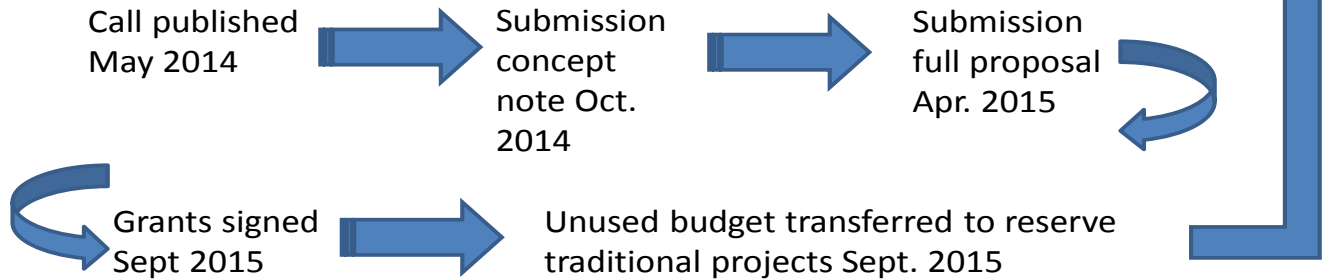 Call published
May 2014
Submission
concept
note Oct.
2014
Submission
full proposal
Apr. 2015
Grants signed
Sept 2015
Unused budget transferred to reserve
traditional projects Sept. 2015